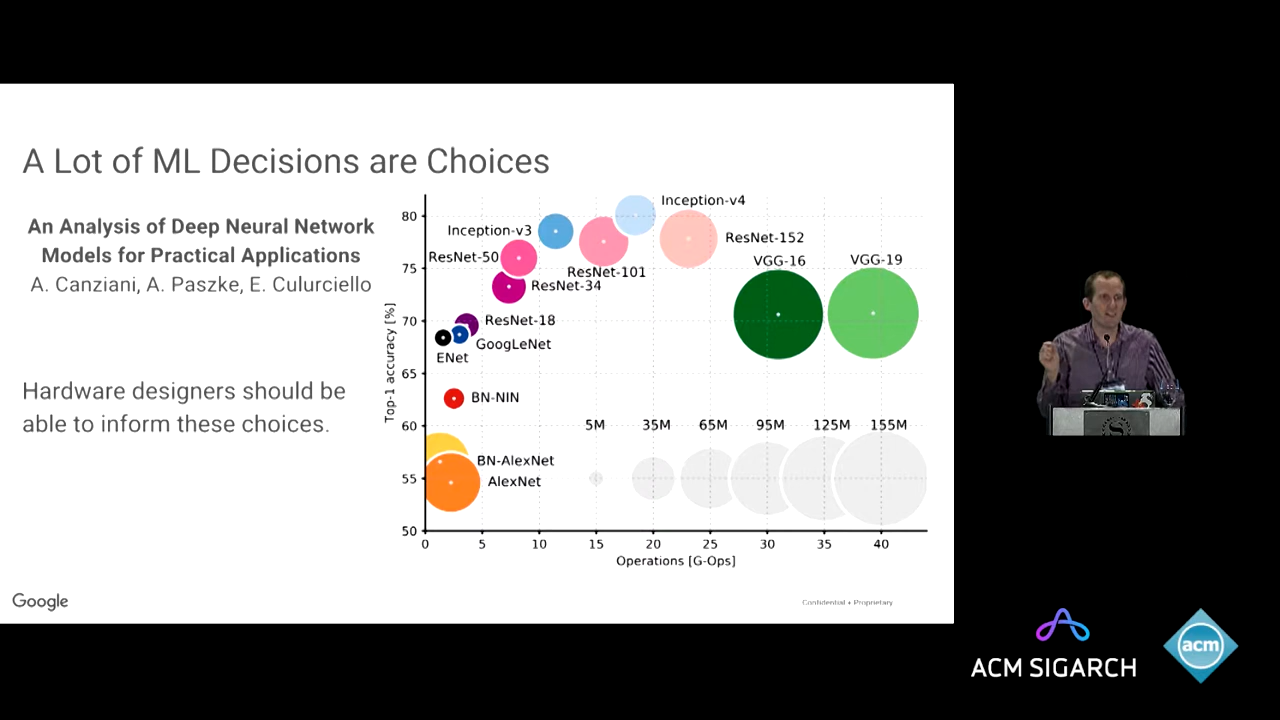 A Lot of ML Decisions are Choices
An Analysis of Deep Neural Network
Models for Practical Applications
A. Canziani, A. Paszke, E. Culurciello
Hardware designers should be
able to inform these choices.
Top-1 accuracy [%]
80
75
70
65
60
55
50
Inception-v4
Inception-v3
ResNet-152
ResNet-50
VGG-16
VGG-19
ResNet-101
ResNet-34
ResNet-18
GoogLeNet
ENet
BN-NIN
5M 35M 65M 95M 125M 155M
BN-AlexNet
AlexNet
0 5 10 15 20 25 30 35 40
Operations [G-Ops]
Google
Confidential + Proprietary
ACM SIGARCH
acm